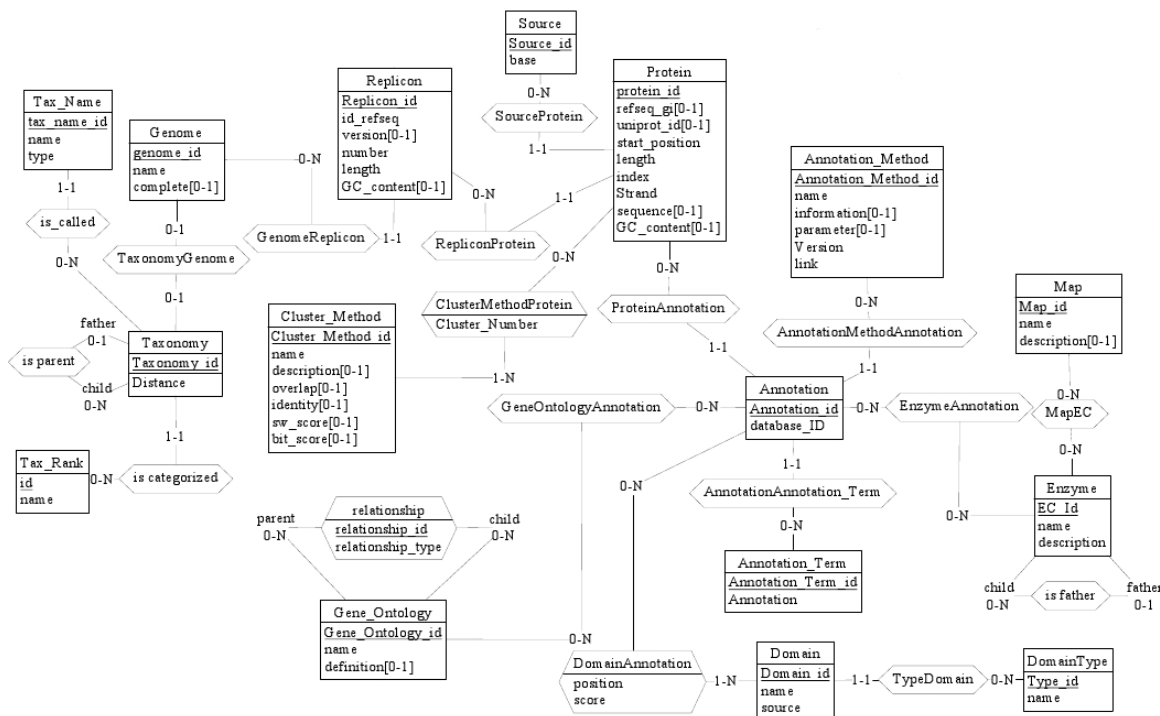 Source
Source_id
base
0-N
SourceProtein
1-1
Protein
protein_id
refseq_gi[0-1]
uniprot_id[0-1]
start_position
length
index
Strand
sequence[0-1]
GC_content[0-1]
Replicon
Replicon_id
id_refseq
version[0-1]
number
length
GC_content[0-1]
Tax_Name
tax_name_id
name
type
Genome
genome_id
name
complete[0-1]
0-N
GenomeReplicon
1-1
0-N
RepliconProtein
1-1
1-1
is_called
0-N
0-1
TaxonomyGenome
0-1
Annotation_Method
Annotation_Method_id
name
information[0-1]
parameter[0-1]
Version
link
0-N
AnnotationMethodAnnotation
1-1
0-N
ProteinAnnotation
1-1
0-N
ClusterMethodProtein
Cluster_Number
1-N
Cluster_Method
Cluster_Method_id
name
description[0-1]
overlap[0-1]
identity[0-1]
sw_score[0-1]
bit_score[0-1]
Map
Map_id
name
description[0-1]
0-N
MapEC
0-N
father
0-1
is parent
child
0-N
Taxonomy
Taxonomy_id
Distance
1-1
is categorized
0-N
Tax_Rank
id
name
GeneOntologyAnnotation
0-N
Annotation
Annotation_id
database_ID
0-N
EnzymeAnnotation
0-N
Enzyme
EC_Id
name
description
child
0-N
is father
father
0-1
1-1
AnnotationAnnotation_Term
0-N
Annotation_Term
Annotation_Term_id
Annotation
0-N
parent
0-N
relationship
relationship_id
relationship_type
child
0-N
Gene_Ontology
Gene_Ontology_id
name
definition[0-1]
0-N
DomainAnnotation
position
score
1-N
Domain
Domain_id
name
source
1-1
TypeDomain
0-N
DomainType
Type_id
name